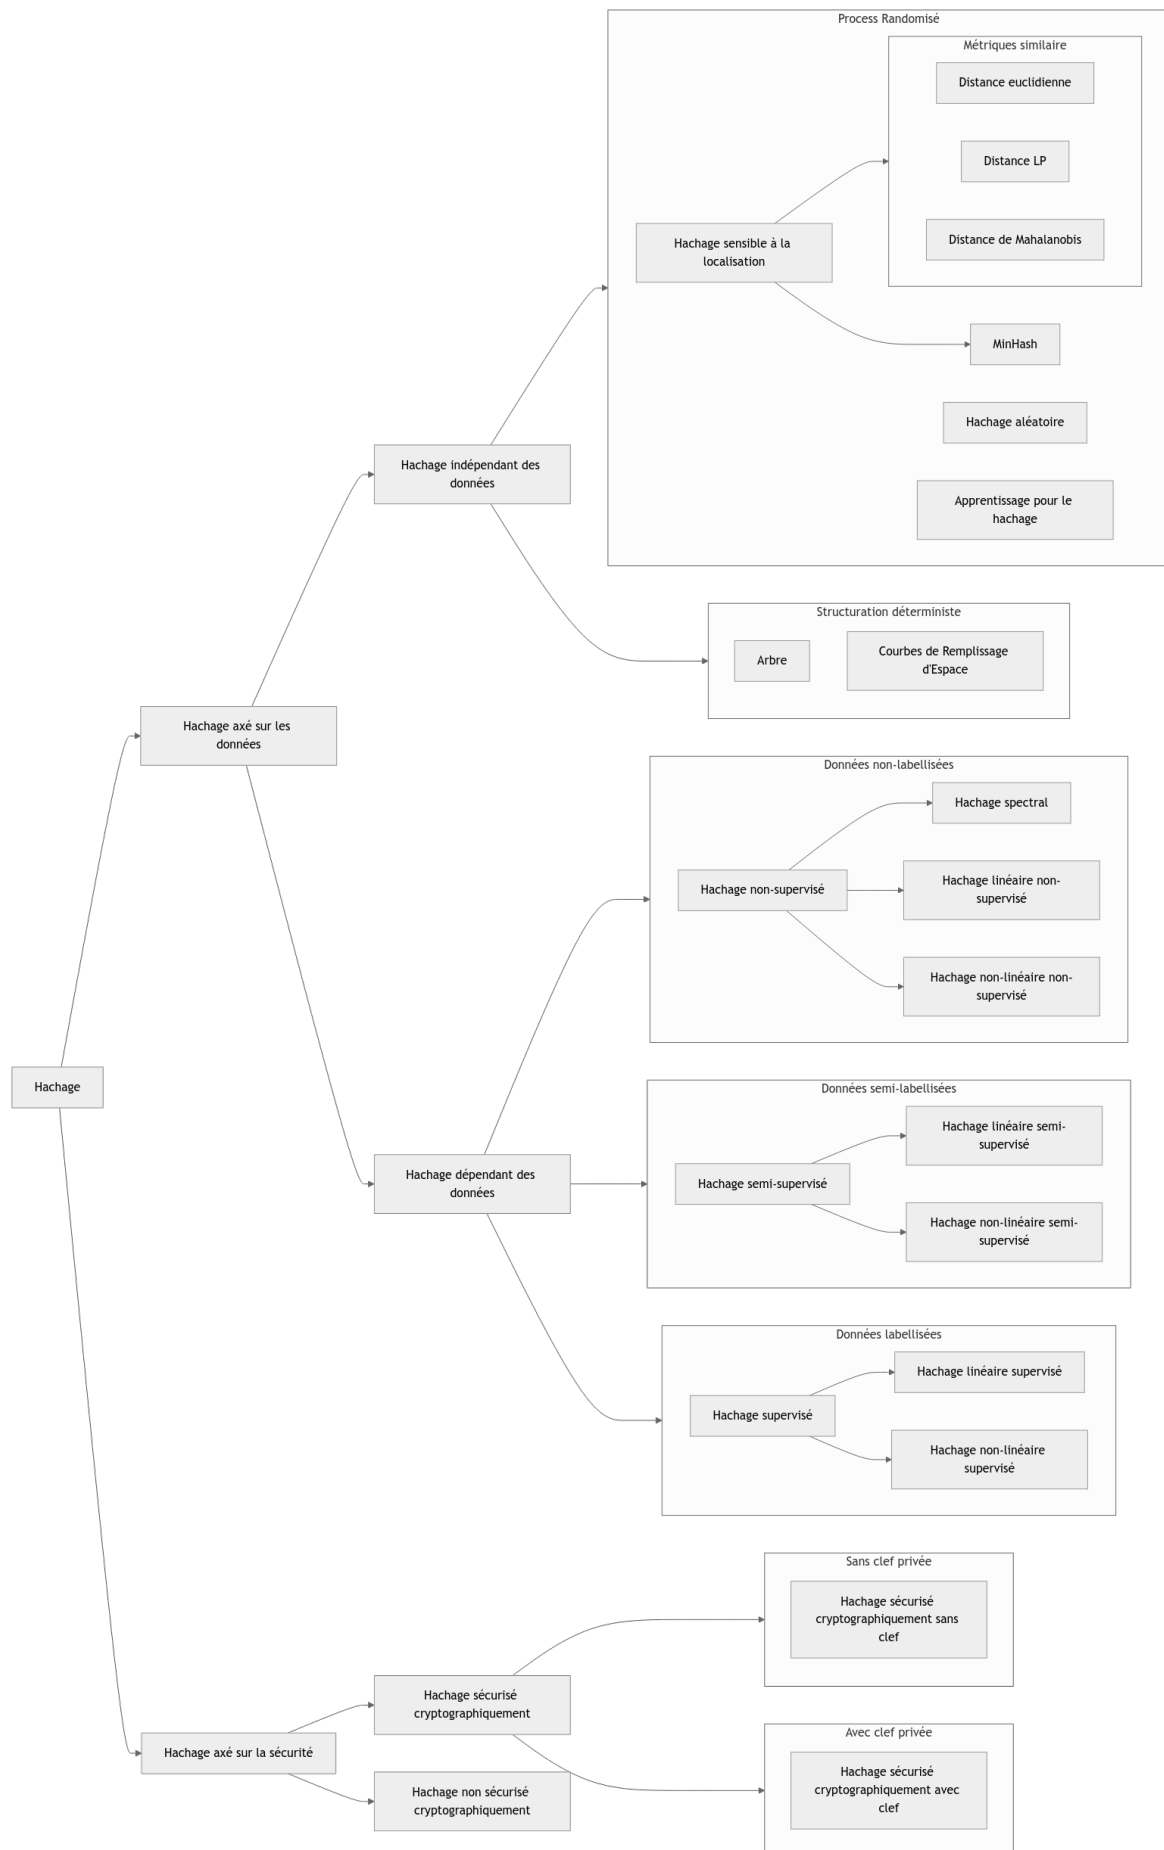 Process Randomisé
Métriques similaire
Distance euclidienne
Distance LP
Distance de Mahalanobis
Hachage sensible à la
localisation
MinHash
Hachage aléatoire
Apprentissage pour le
hachage
Hachage indépendant des
données
Structuration déterministe
Arbre
Courbes de Remplissage
d'Espace
Hachage axé sur les
données
Données non-labellisées
Hachage spectral
Hachage non-supervisé
Hachage linéaire non-
supervisé
Hachage non-linéaire non-
supervisé
Hachage
Données semi-labellisées
Hachage linéaire semi-
supervisé
Hachage semi-supervisé
Hachage non-linéaire semi-
supervisé
Hachage dépendant des
données
Données labellisées
Hachage linéaire supervisé
Hachage supervisé
Hachage non-linéaire
supervisé
Sans clef privée
Hachage sécurisé
cryptographiquement sans
clef
Hachage sécurisé
cryptographiquement
Hachage axé sur la sécurité
Avec clef privée
Hachage sécurisé
cryptographiquement avec
clef
Hachage non sécurisé
cryptographiquement